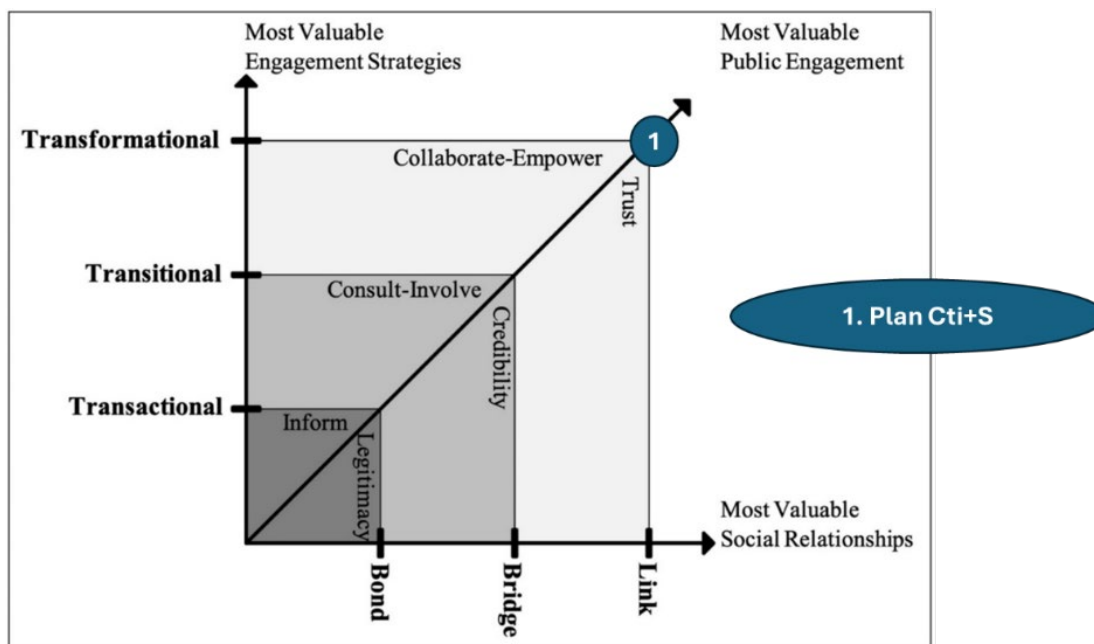 Most Valuable
Engagement Strategies
Most Valuable
Public Engagement
Transformational
1
Collaborate-Empower
Trust
Transitional
Consult-Involve
Credibility
1. Plan Cti+S
Transactional
Inform
Legitimacy
Most Valuable
Social Relationships
Bond
Bridge
Link